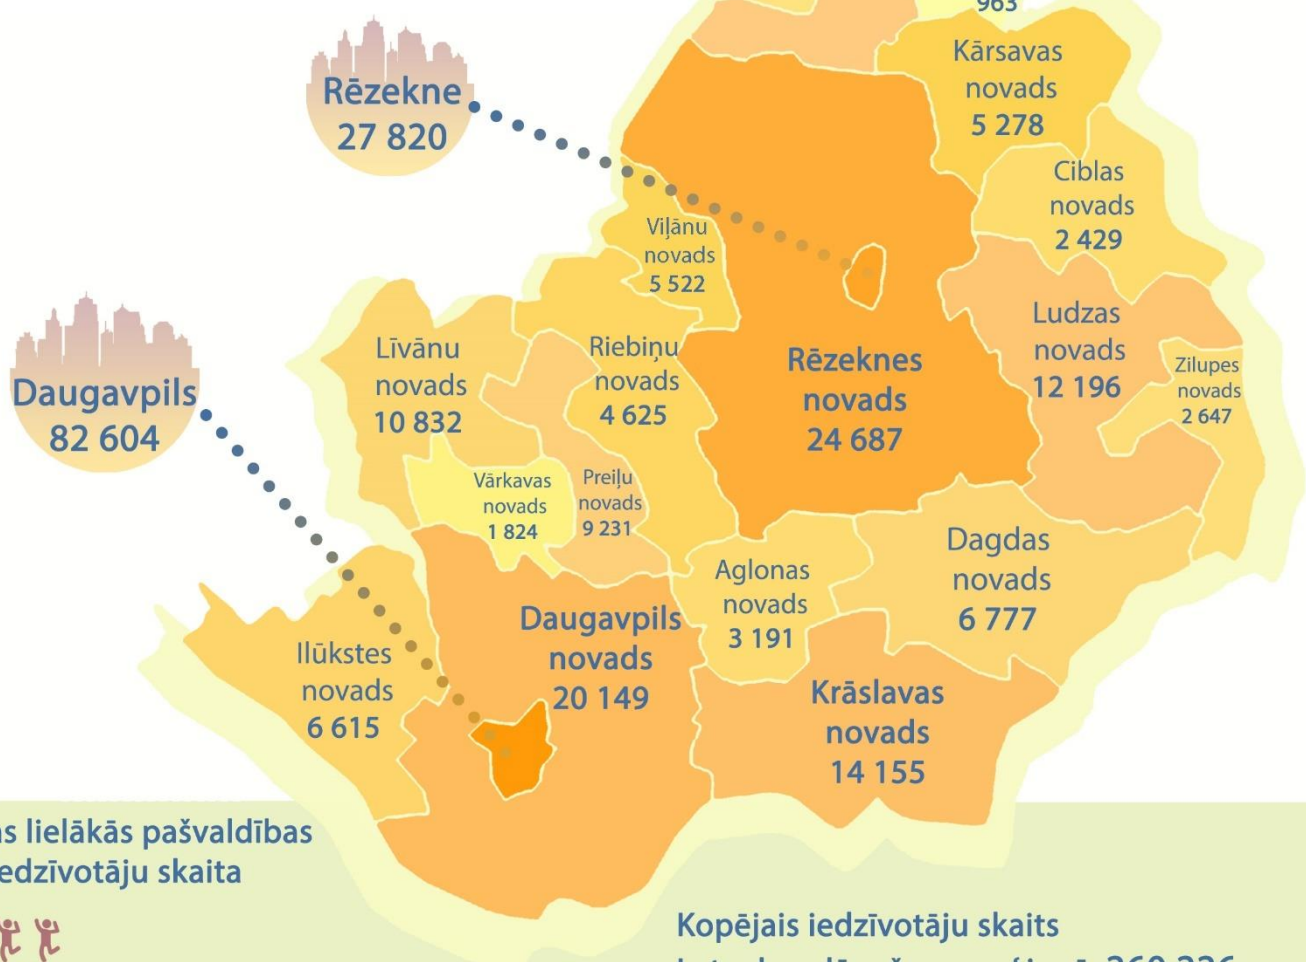 963
Kārsavas
novads
5 278
Rēzekne
27 820
Ciblas
novads
2 429
Viļānu
novads
5 522
Ludzas
novads
12 196
Līvānu
novads
10 832
Riebiņu
novads
4 625
Rēzeknes
novads
24 687
Zilupes
novads
2 647
Daugavpils
82 604
Vārkavas
novads
1 824
Preiļu
novads
9 231
Aglonas
novads
3 191
Dagdas
novads
6 777
Daugavpils
novads
20 149
Ilūkstes
novads
6 615
Krāslavas
novads
14 155
lielākās pašvaldības
skaita
Kopējais iedzīvotāju skaits